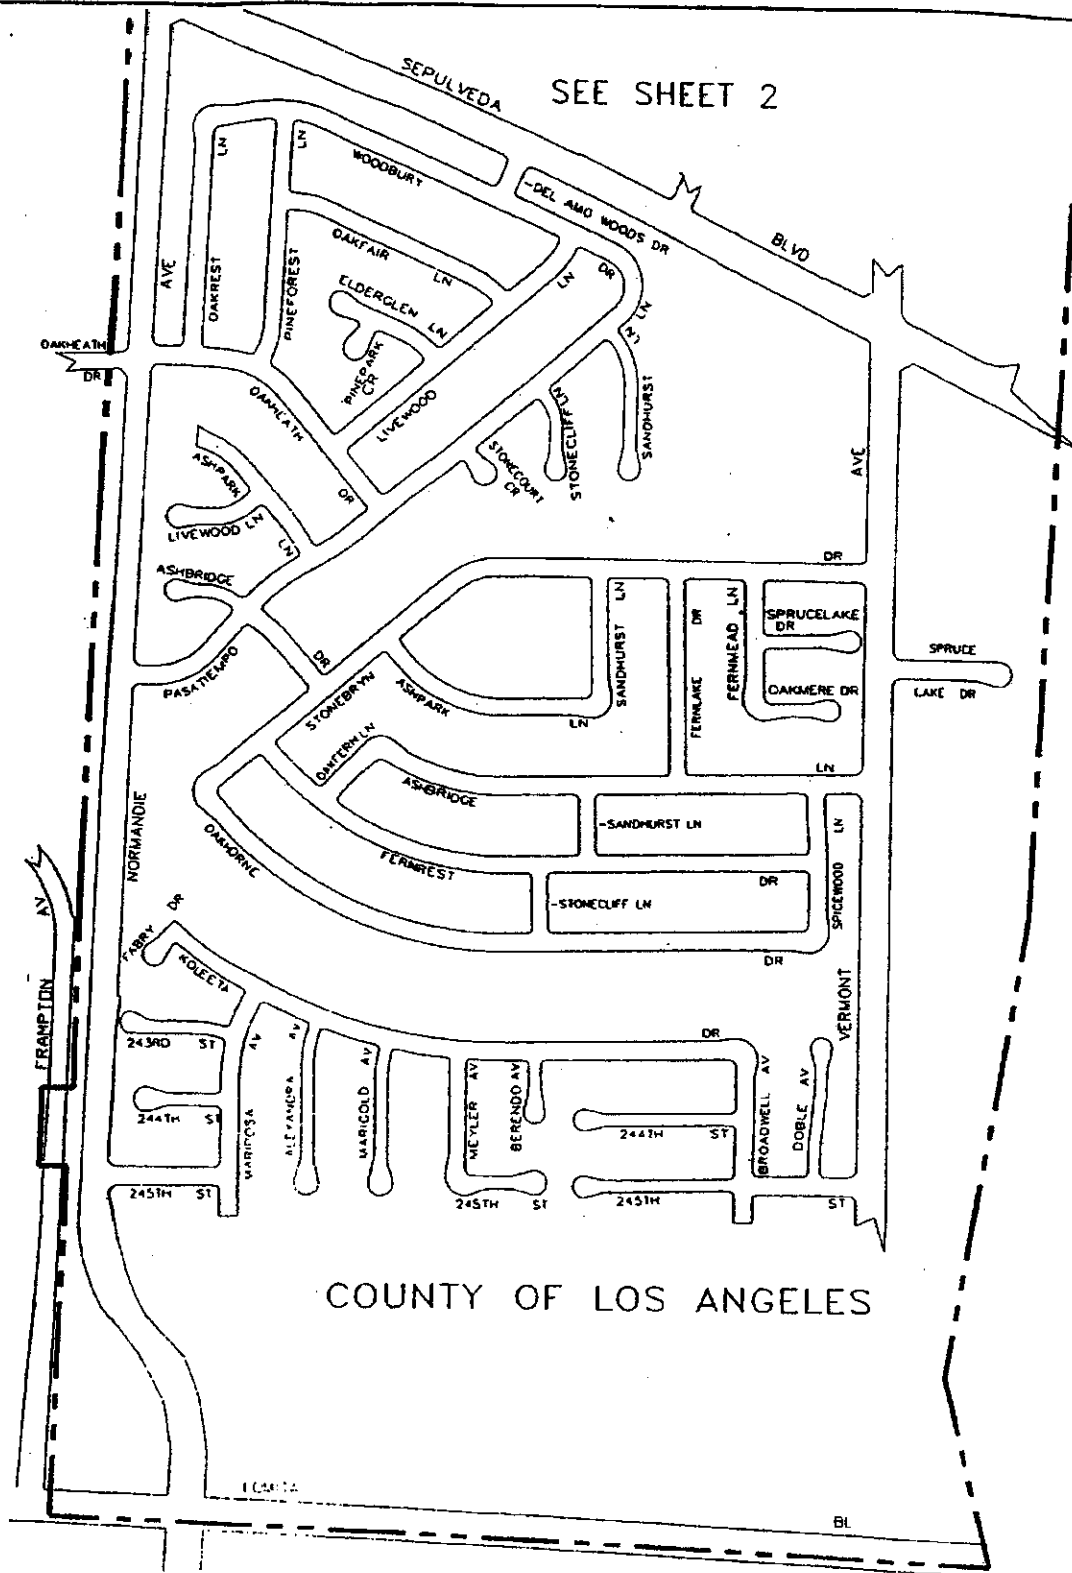 SEE SHEET 2
SEPULVEDA
BLVD
-DEL AMO WOODS DR
WOODBURY
DR
LN
LN
OAKFAIR
LN
ELDERGLEN LN
PINEPARK
CR
PINEFOREST
OAKREST
AVE
LN
LN
LN
OAKHEATH
DR
OAKHEATH
DR
LIVEWOOD
STONECLIFF LN
SANDHURST
STONECOURT
CR
ASHPARK
LIVEWOOD LN
LN
ASHBRIDGE
PASATIEMPO
DR
AVE
DR
STONEBRYN
ASHPARK
LN
SANDHURST LN
FERNLAKE DR
FERNMEAD LN
SPRUCELAKE
DR
OAKMERE DR
SPRUCE
LAKE DR
OAKFERN LN
ASHBRIDGE
LN
-SANDHURST LN
FERNREST
DR
-STONECLIFF LN
SPICEWOOD LN
OAKHORNE
DR
NORMANDIE
FRAMPTON AV
FABRY
DR
KOLEETA
DR
VERMONT
243RD ST
244TH ST
245TH ST
MARIPOSA
AV
ALEXANDRA
AV
MARIGOLD AV
MEYLER AV
BERENDO AV
245TH ST
244TH ST
245TH ST
BROADWELL AV
DOBLE AV
COUNTY OF LOS ANGELES
LOMITA
BL